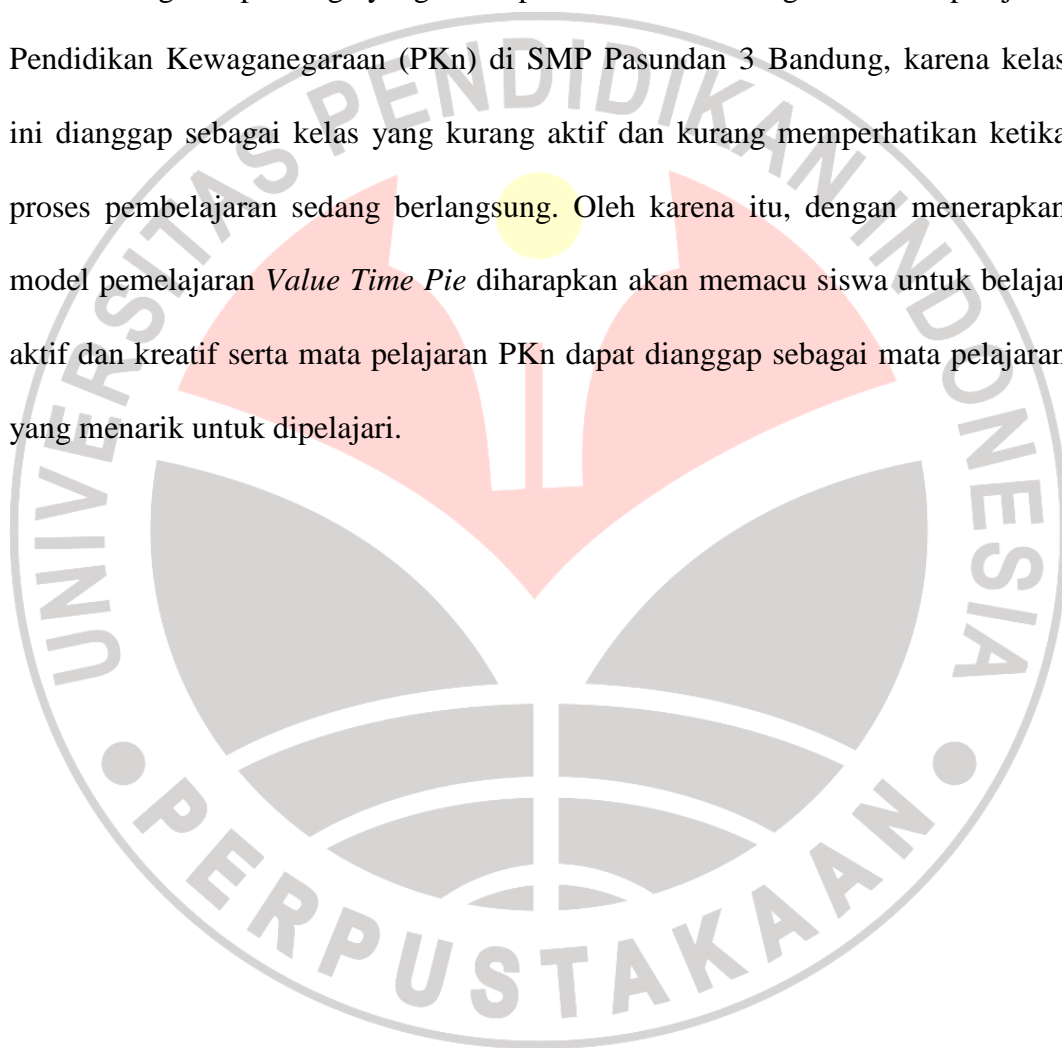 Pendidikan Kewaganegaraan (PKn) di SMP Pasundan 3 Bandung, karena kelas
ini dianggap sebagai kelas yang kurang aktif dan kurang memperhatikan ketika
proses pembelajaran sedang berlangsung. Oleh karena itu, dengan menerapkan
model pemelajaran Value Time Pie diharapkan akan memacu siswa untuk belajar
aktif dan kreatif serta mata pelajaran PKn dapat dianggap sebagai mata pelajaran
yang menarik untuk dipelajari.
UNIVERSITAS PENDIDIKAN INDONESIA
PERPUSTAKAAN